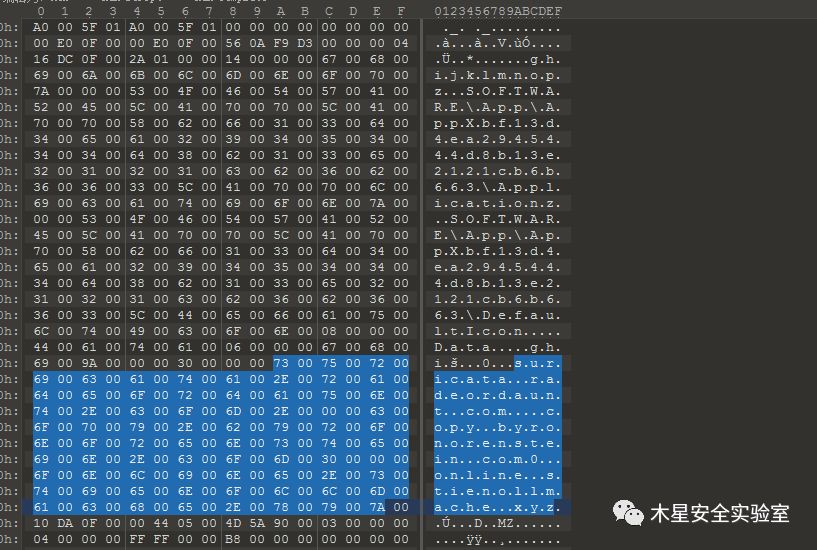 0 1 2 3 4 5 6 7 8 9 A B C D E F 0123456789ABCDEF
0h: A0 00 5F 01 A0 00 5F 01 00 00 00 00 00 00 00 00  ._. ._.........
0h: 00 00 E0 0F 00 00 E0 0F 00 56 0A F9 D3 00 00 00 04 .à...à..V.ùÓ....
0h: 16 DC 0F 00 2A 01 00 00 14 00 00 00 67 00 68 00 .Ü..*.......g.h.
0h: 69 00 6A 00 6B 00 6C 00 6D 00 6E 00 6F 00 70 00 i.j.k.l.m.n.o.p.
0h: 7A 00 00 00 53 00 4F 00 46 00 54 00 57 00 41 00 z...S.O.F.T.W.A.
0h: 52 00 45 00 5C 00 41 00 70 00 70 00 5C 00 41 00 R.E.\.A.p.p.\.A.
0h: 70 00 70 00 58 00 62 00 66 00 31 00 33 00 64 00 p.p.X.b.f.1.3.d.
0h: 34 00 65 00 61 00 32 00 39 00 34 00 35 00 34 00 4.e.a.2.9.4.5.4.
0h: 34 00 34 00 64 00 38 00 62 00 31 00 33 00 65 00 4.4.d.8.b.1.3.e.
0h: 32 00 31 00 32 00 31 00 63 00 62 00 36 00 62 00 2.1.2.1.c.b.6.b.
0h: 36 00 36 00 33 00 5C 00 41 00 70 00 70 00 6C 00 6.6.3.\.A.p.p.l.
0h: 69 00 63 00 61 00 74 00 69 00 6F 00 6E 00 7A 00 i.c.a.t.i.o.n.z.
0h: 00 00 53 00 4F 00 46 00 54 00 57 00 41 00 52 00 ..S.O.F.T.W.A.R.
0h: 45 00 5C 00 41 00 70 00 70 00 5C 00 41 00 70 00 E.\.A.p.p.\.A.p.
0h: 70 00 58 00 62 00 66 00 31 00 33 00 64 00 34 00 p.X.b.f.1.3.d.4.
0h: 65 00 61 00 32 00 39 00 34 00 35 00 34 00 34 00 e.a.2.9.4.5.4.4.
0h: 34 00 64 00 38 00 62 00 31 00 33 00 65 00 32 00 4.d.8.b.1.3.e.2.
0h: 31 00 32 00 31 00 63 00 62 00 36 00 62 00 36 00 1.2.1.c.b.6.b.6.
0h: 36 00 33 00 5C 00 44 00 65 00 66 00 61 00 75 00 6.3.\.D.e.f.a.u.
0h: 6C 00 74 00 49 00 63 00 6F 00 6E 00 08 00 00 00 l.t.I.c.o.n.....
0h: 44 00 61 00 74 00 61 00 06 00 00 00 67 00 68 00 D.a.t.a.....g.h.
0h: 69 00 9A 00 00 00 30 00 00 00 73 00 75 00 72 00 i.š...0...s.u.r.
0h: 69 00 63 00 61 00 74 00 61 00 2E 00 72 00 61 00 i.c.a.t.a...r.a.
0h: 64 00 65 00 6F 00 72 00 64 00 61 00 75 00 6E 00 d.e.o.r.d.a.u.n.
0h: 74 00 2E 00 63 00 6F 00 6D 00 2E 00 00 00 63 00 t...c.o.m.....c.
0h: 6F 00 70 00 79 00 2E 00 62 00 79 00 72 00 6F 00 o.p.y...b.y.r.o.
0h: 6E 00 6F 00 72 00 65 00 6E 00 73 00 74 00 65 00 n.o.r.e.n.s.t.e.
0h: 69 00 6E 00 2E 00 63 00 6F 00 6D 00 30 00 00 00 i.n...c.o.m.0...
0h: 6F 00 6E 00 6C 00 69 00 6E 00 65 00 2E 00 73 00 o.n.l.i.n.e...s.
0h: 74 00 69 00 65 00 6E 00 6F 00 6C 00 6C 00 6D 00 t.i.e.n.o.l.l.m.
0h: 61 00 63 00 68 00 65 00 2E 00 78 00 79 00 7A 00 a.c.h.e...x.y.z.
0h: 10 DA 0F 00 00 44 05 00 4D 5A 90 00 03 00 00 00 .Ú...D..MZ......
0h: 04 00 00 00 FF FF 00 00 B8 00 00 00 00 00 00 00 ....ÿÿ..¸.......
木星安全实验室